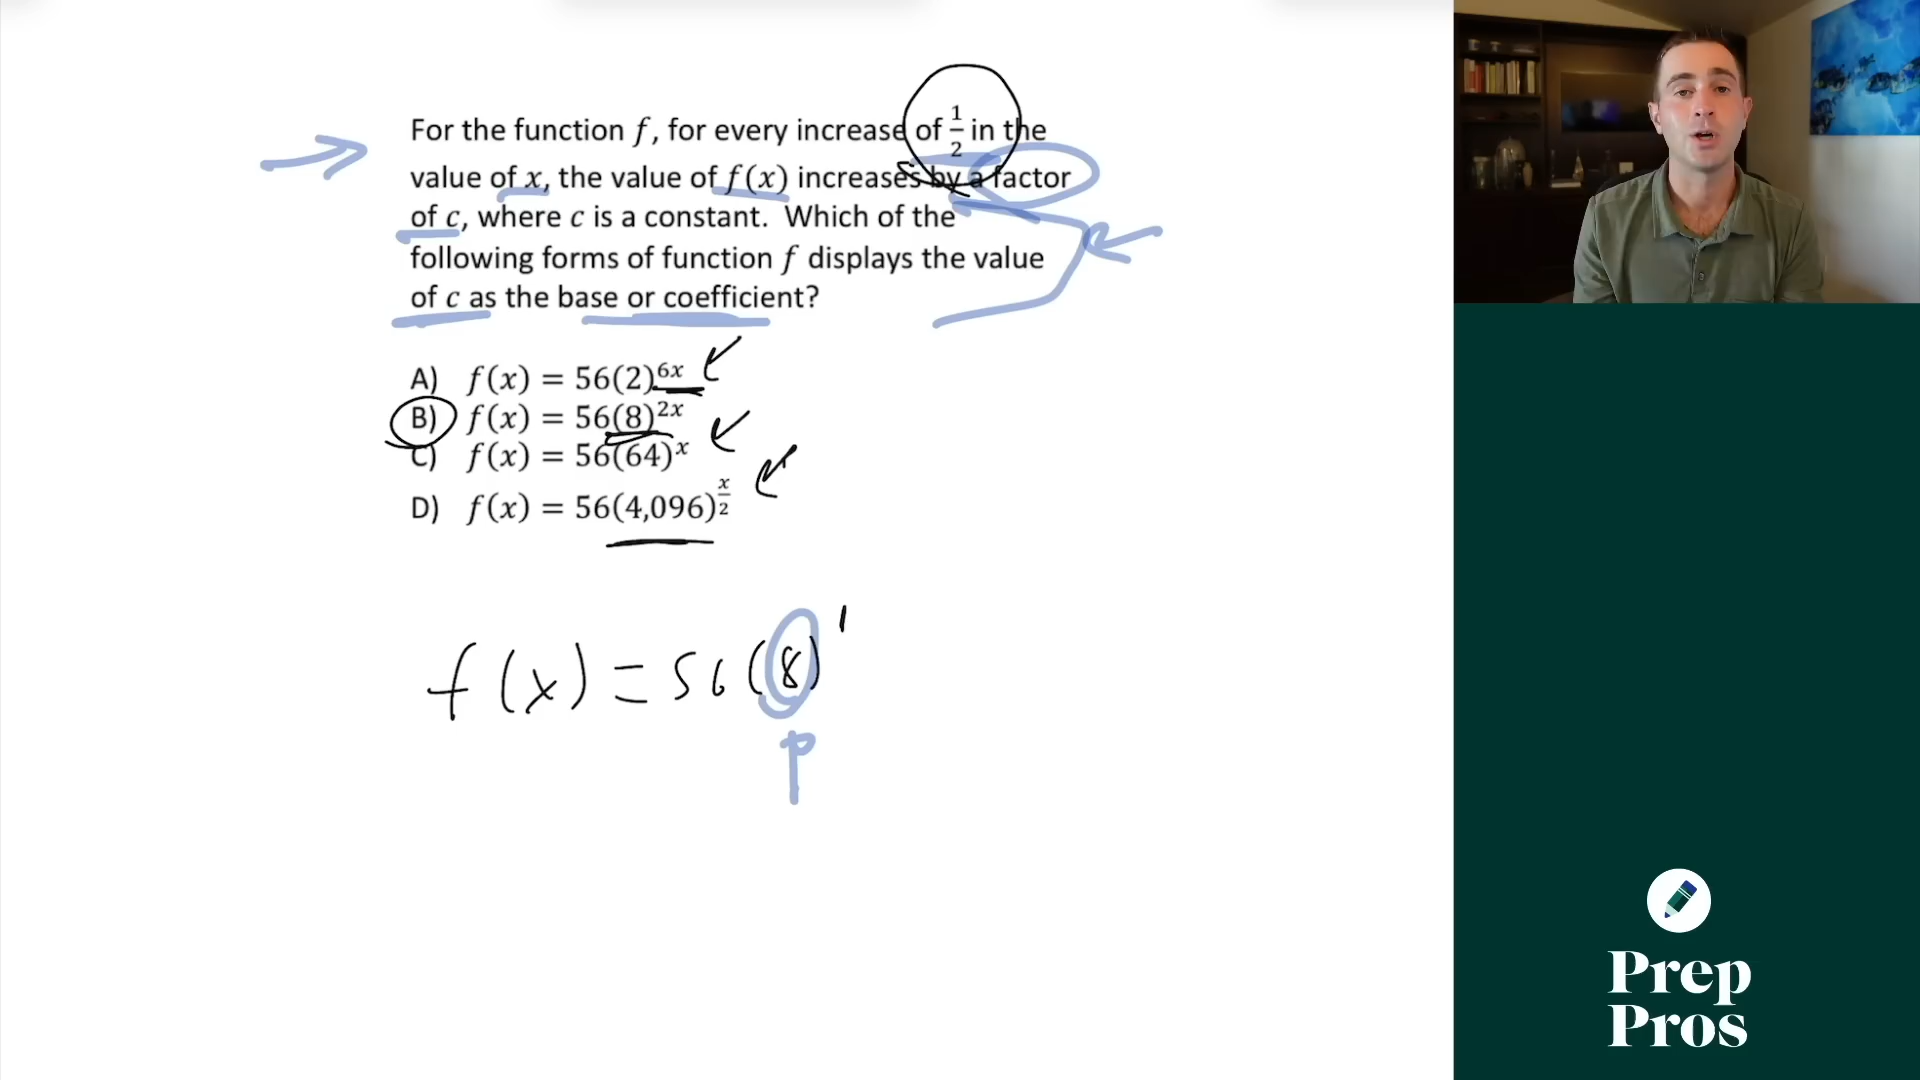 For the function f, for every increase of 1/2 in the
value of x, the value of f(x) increases by a factor
of c, where c is a constant. Which of the
following forms of function f displays the value
of c as the base or coefficient?
A) f(x) = 56(2)^6x
B) f(x) = 56(8)^2x
C) f(x) = 56(64)^x
D) f(x) = 56(4,096)^x/2
f(x) = 56(8)^1
Prep
Pros